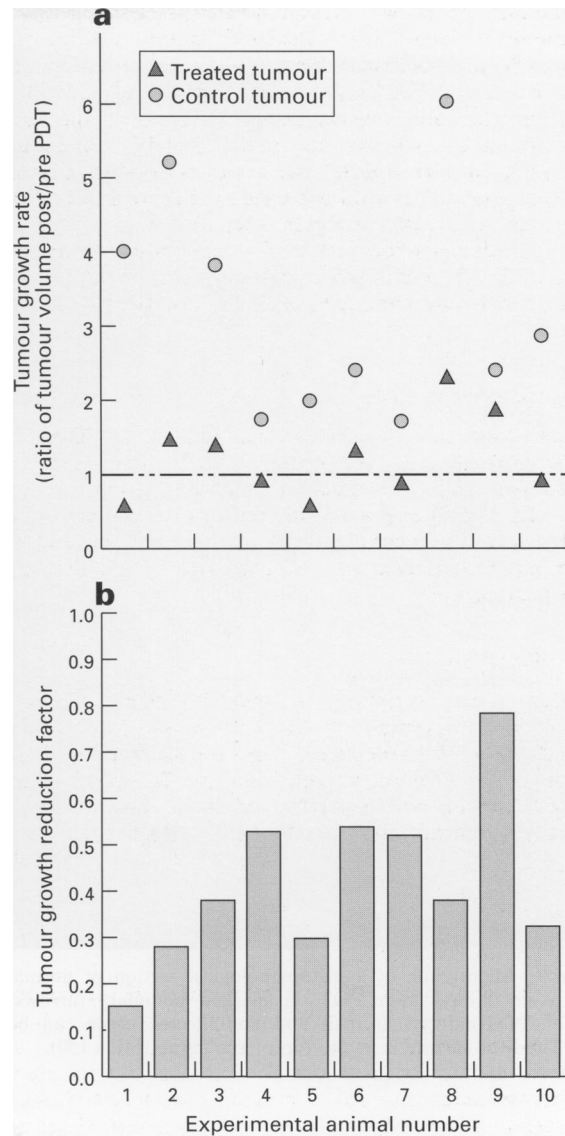 a
Treated tumour
Control tumour
Tumour growth rate
(ratio of tumour volume post/pre PDT)
6
5
4
3
2
1
0
b
Tumour growth reduction factor
1.0
0.9
0.8
0.7
0.6
0.5
0.4
0.3
0.2
0.1
0.0
1 2 3 4 5 6 7 8 9 10
Experimental animal number